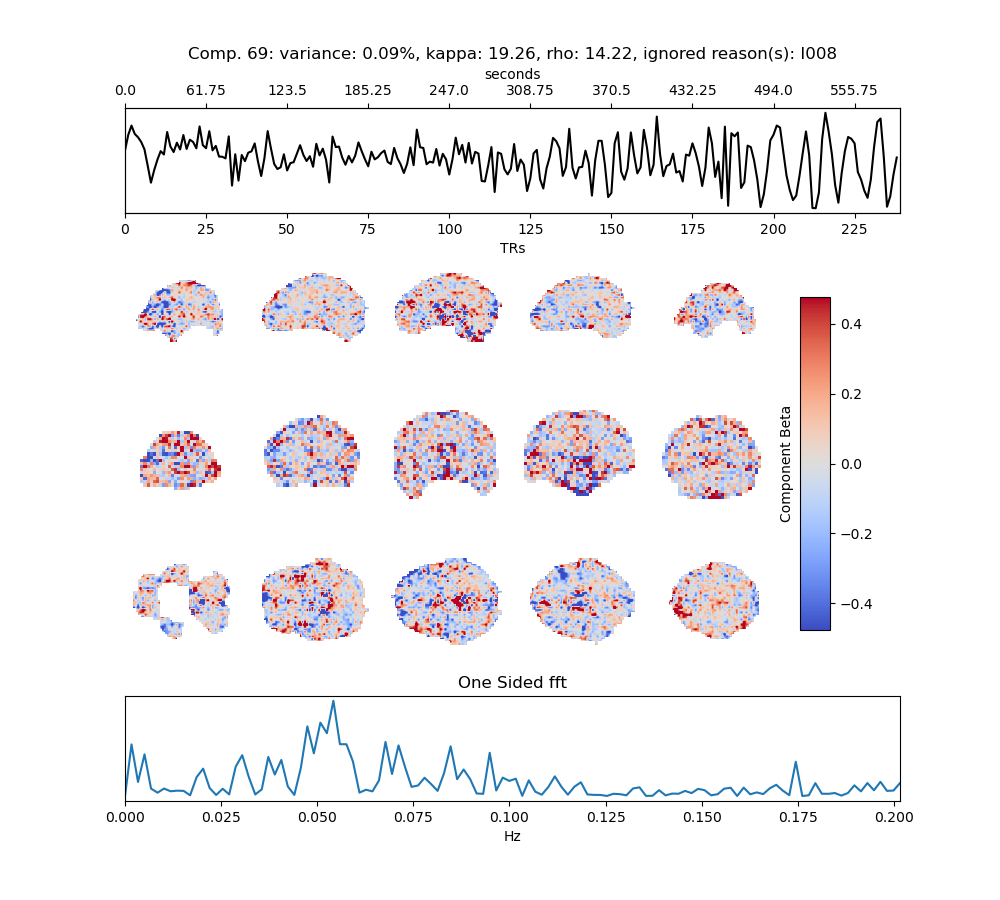 Comp. 69: variance: 0.09%, kappa: 19.26, rho: 14.22, ignored reason(s): I008
seconds
0.0 61.75 123.5 185.25 247.0 308.75 370.5 432.25 494.0 555.75
0 25 50 75 100 125 150 175 200 225
TRs
0.4
0.2
0.0
−0.2
−0.4
Component Beta
One Sided fft
0.000 0.025 0.050 0.075 0.100 0.125 0.150 0.175 0.200
Hz